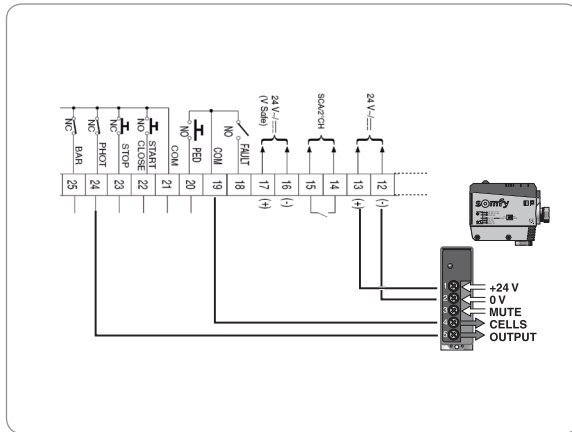 24 V~/⎓
(V Safe)
SCA/2°CH
24 V~/⎓
NC
BAR
NC
PHOT
NC
STOP
NO
START
CLOSE
COM
NO
PED
COM
NO
FAULT
25 24 23 22 21 20 19 18 17 16 15 14 13 12
(+) (-) (+) (-)
somfy
1 +24 V
2 0 V
3 MUTE
4 CELLS
5 OUTPUT